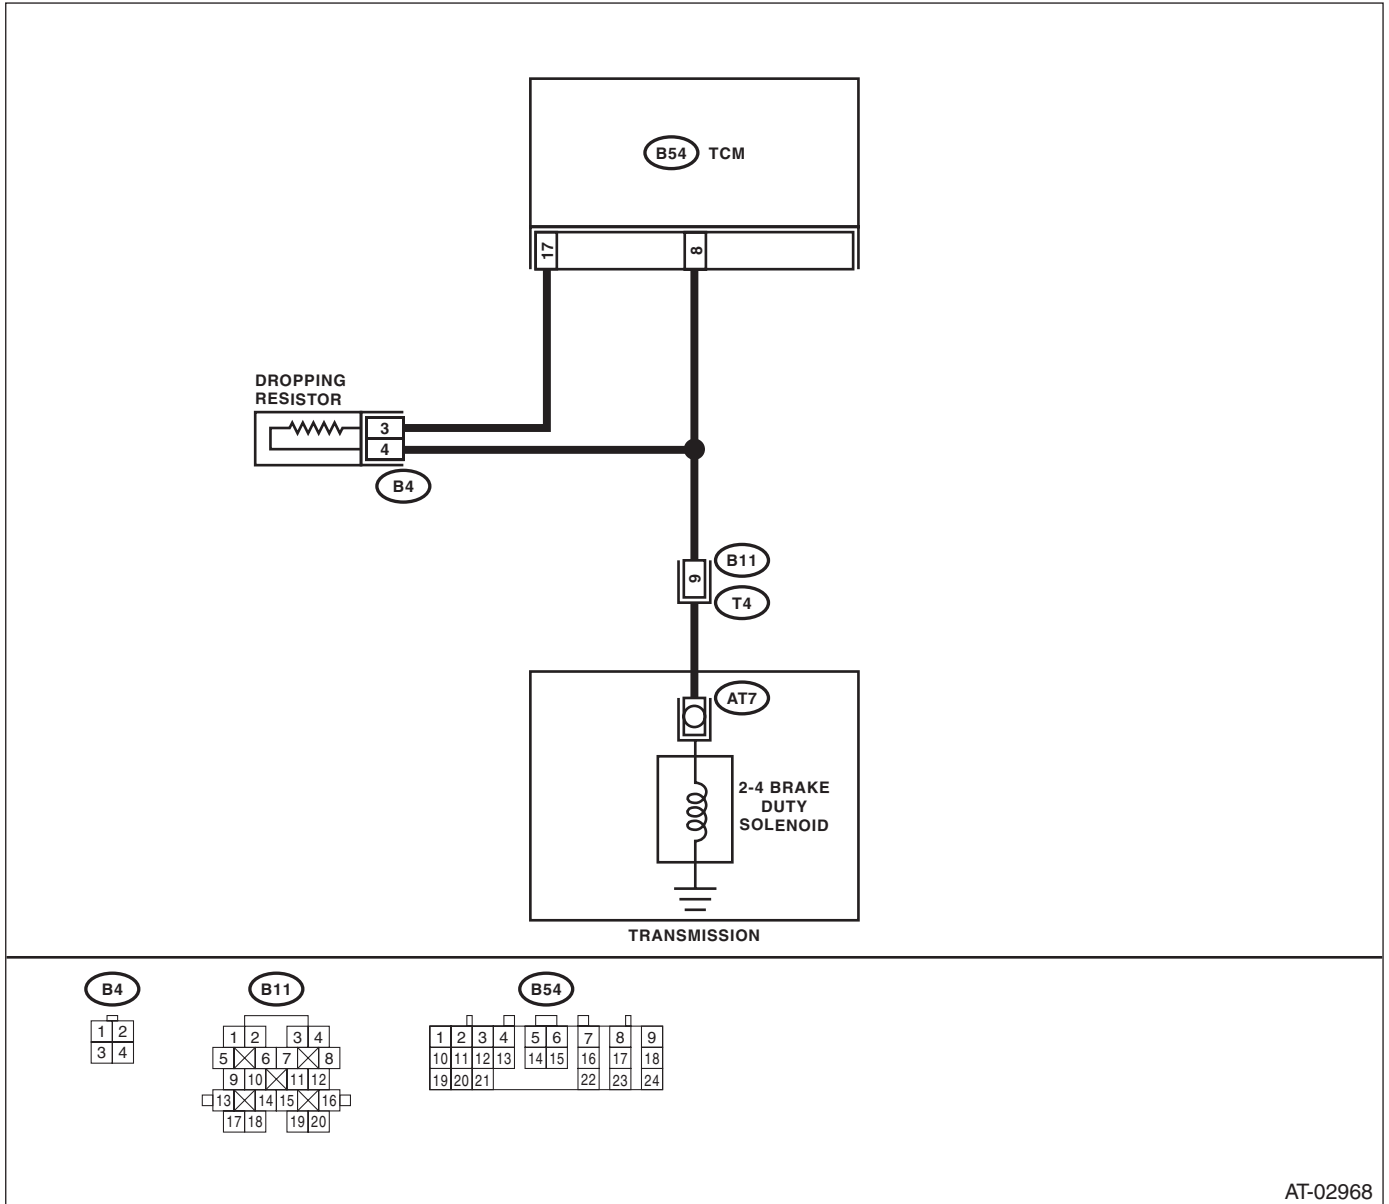 B54 TCM
17 8
DROPPING
RESISTOR
3
4
B4
B11
9
T4
AT7
2-4 BRAKE
DUTY
SOLENOID
TRANSMISSION
B4
1 2
3 4
B11
1 2 3 4
5 6 7 8
9 10 11 12
13 14 15 16
17 18 19 20
B54
1 2 3 4 5 6 7 8 9
10 11 12 13 14 15 16 17 18
19 20 21 22 23 24
AT-02968